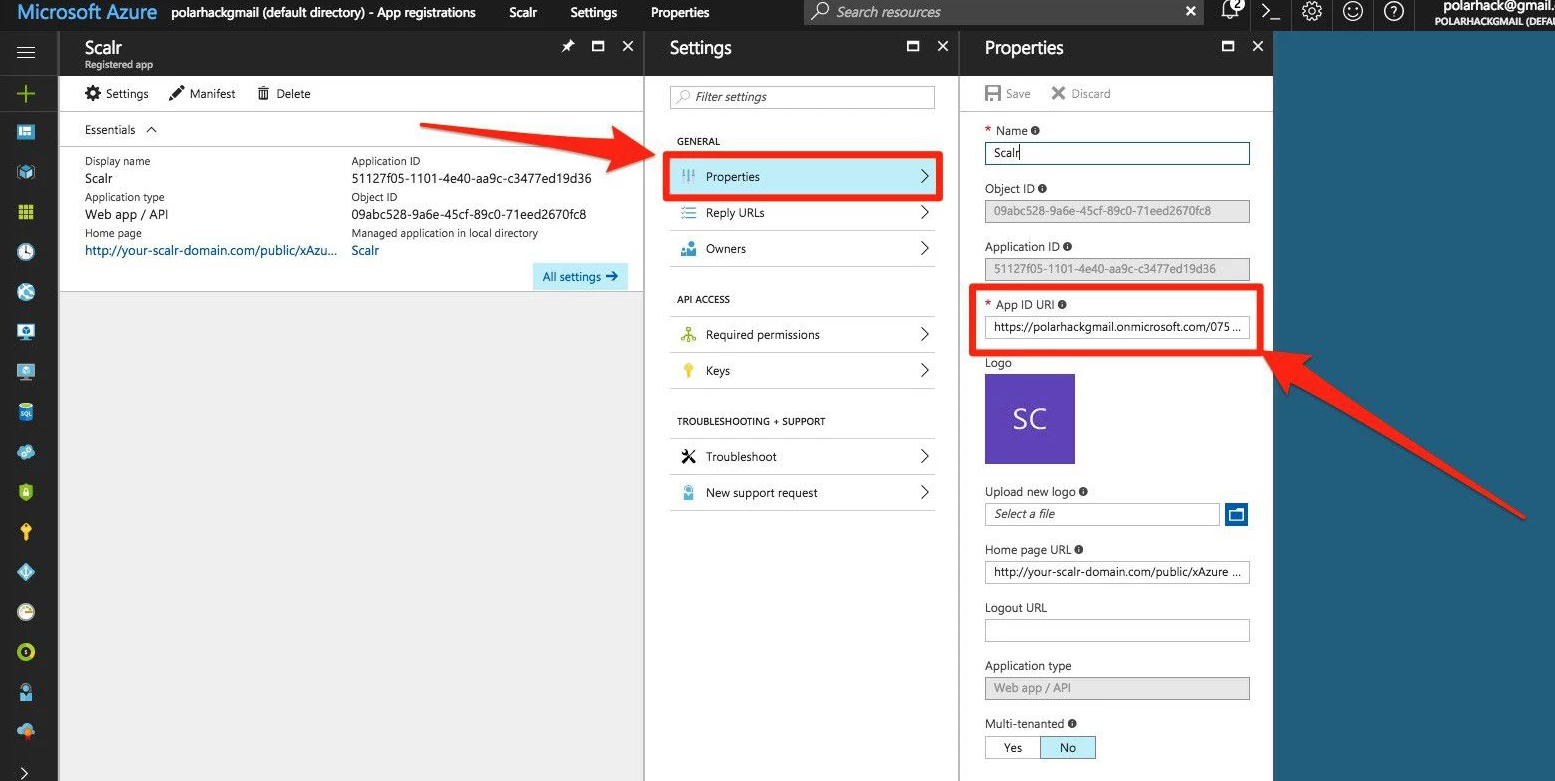 Microsoft Azure polarhackgmail (default directory) - App registrations Scalr Settings Properties
Search resources
2
polarhack@gmail.
POLARHACKGMAIL (DEFAU
Scalr
Registered app
Settings Manifest Delete
Essentials
Display name
Scalr
Application type
Web app / API
Home page
http://your-scalr-domain.com/public/xAzu...
Application ID
51127f05-1101-4e40-aa9c-c3477ed19d36
Object ID
09abc528-9a6e-45cf-89c0-71eed2670fc8
Managed application in local directory
Scalr
All settings
Settings
Filter settings
GENERAL
Properties
Reply URLs
Owners
API ACCESS
Required permissions
Keys
TROUBLESHOOTING + SUPPORT
Troubleshoot
New support request
Properties
Save Discard
* Name
Scalr
Object ID
09abc528-9a6e-45cf-89c0-71eed2670fc8
Application ID
51127f05-1101-4e40-aa9c-c3477ed19d36
* App ID URI
https://polarhackgmail.onmicrosoft.com/075 ...
Logo
SC
Upload new logo
Select a file
Home page URL
http://your-scalr-domain.com/public/xAzure ...
Logout URL
Application type
Web app / API
Multi-tenanted
Yes No
SQL